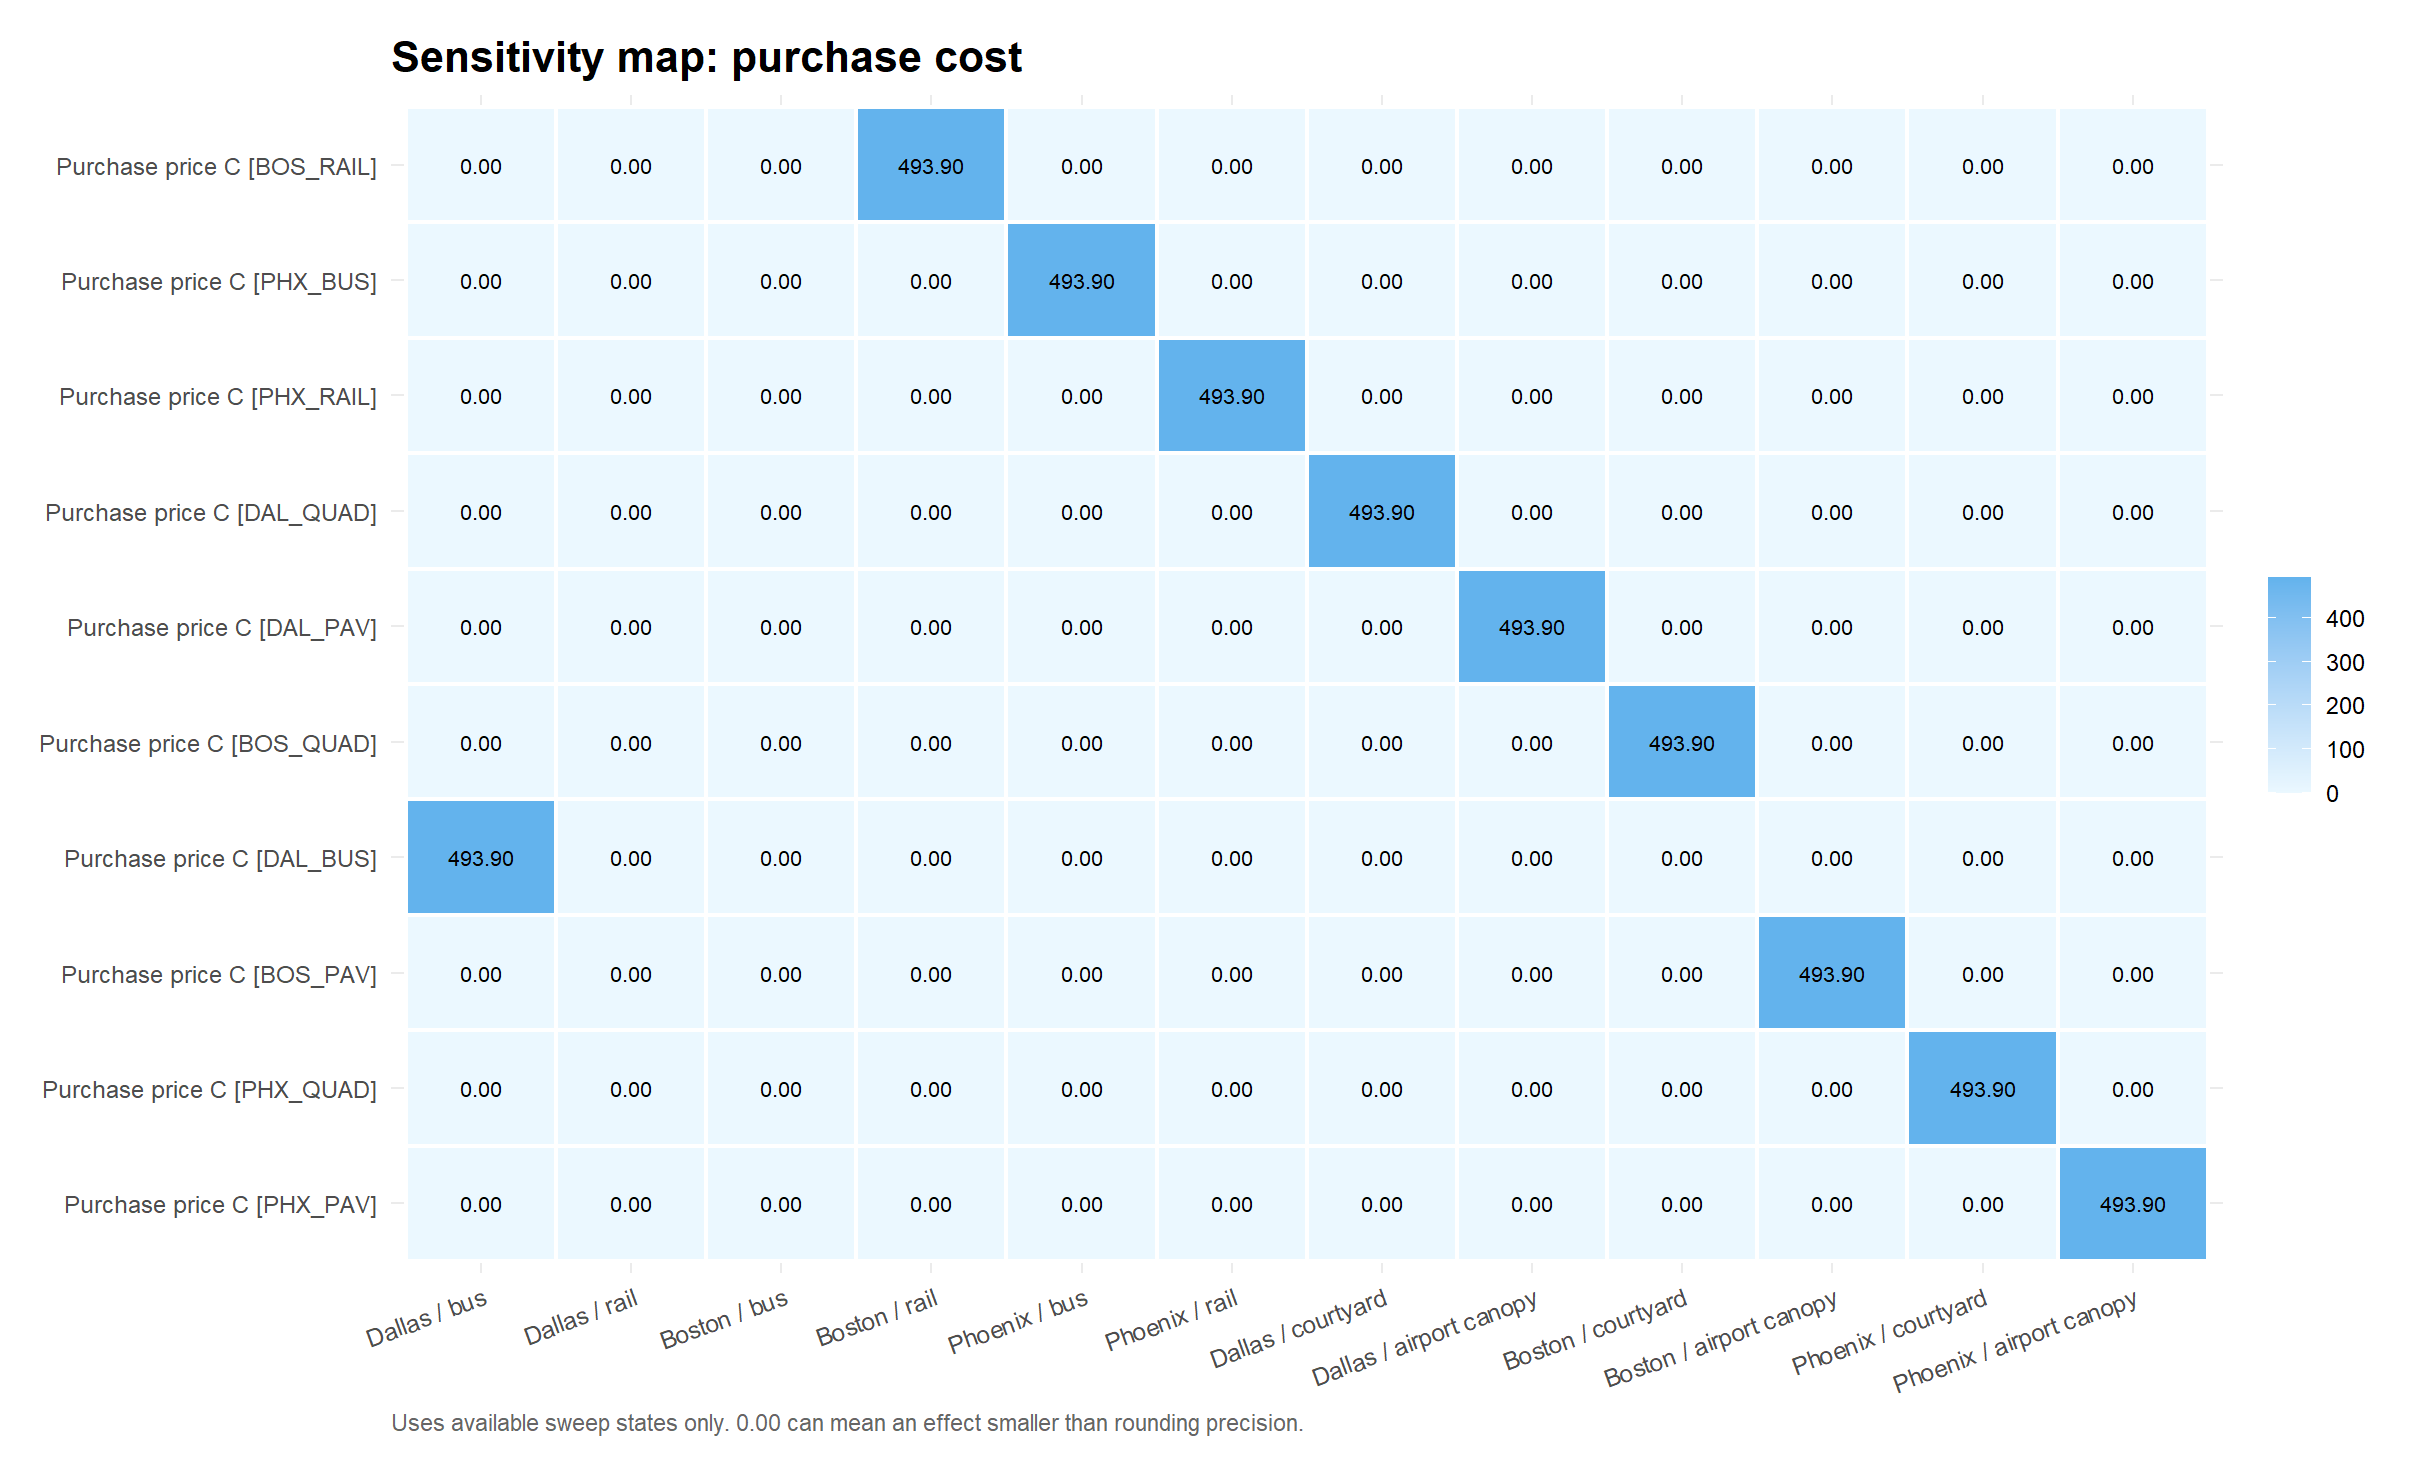 Sensitivity map: purchase cost
Purchase price C [BOS_RAIL] 0.00 0.00 0.00 493.90 0.00 0.00 0.00 0.00 0.00 0.00 0.00 0.00
Purchase price C [PHX_BUS] 0.00 0.00 0.00 0.00 493.90 0.00 0.00 0.00 0.00 0.00 0.00 0.00
Purchase price C [PHX_RAIL] 0.00 0.00 0.00 0.00 0.00 493.90 0.00 0.00 0.00 0.00 0.00 0.00
Purchase price C [DAL_QUAD] 0.00 0.00 0.00 0.00 0.00 0.00 493.90 0.00 0.00 0.00 0.00 0.00
Purchase price C [DAL_PAV] 0.00 0.00 0.00 0.00 0.00 0.00 0.00 493.90 0.00 0.00 0.00 0.00
Purchase price C [BOS_QUAD] 0.00 0.00 0.00 0.00 0.00 0.00 0.00 0.00 493.90 0.00 0.00 0.00
Purchase price C [DAL_BUS] 493.90 0.00 0.00 0.00 0.00 0.00 0.00 0.00 0.00 0.00 0.00 0.00
Purchase price C [BOS_PAV] 0.00 0.00 0.00 0.00 0.00 0.00 0.00 0.00 0.00 493.90 0.00 0.00
Purchase price C [PHX_QUAD] 0.00 0.00 0.00 0.00 0.00 0.00 0.00 0.00 0.00 0.00 493.90 0.00
Purchase price C [PHX_PAV] 0.00 0.00 0.00 0.00 0.00 0.00 0.00 0.00 0.00 0.00 0.00 493.90
Dallas / bus
Dallas / rail
Boston / bus
Boston / rail
Phoenix / bus
Phoenix / rail
Dallas / courtyard
Dallas / airport canopy
Boston / courtyard
Boston / airport canopy
Phoenix / courtyard
Phoenix / airport canopy
400
300
200
100
0
Uses available sweep states only. 0.00 can mean an effect smaller than rounding precision.